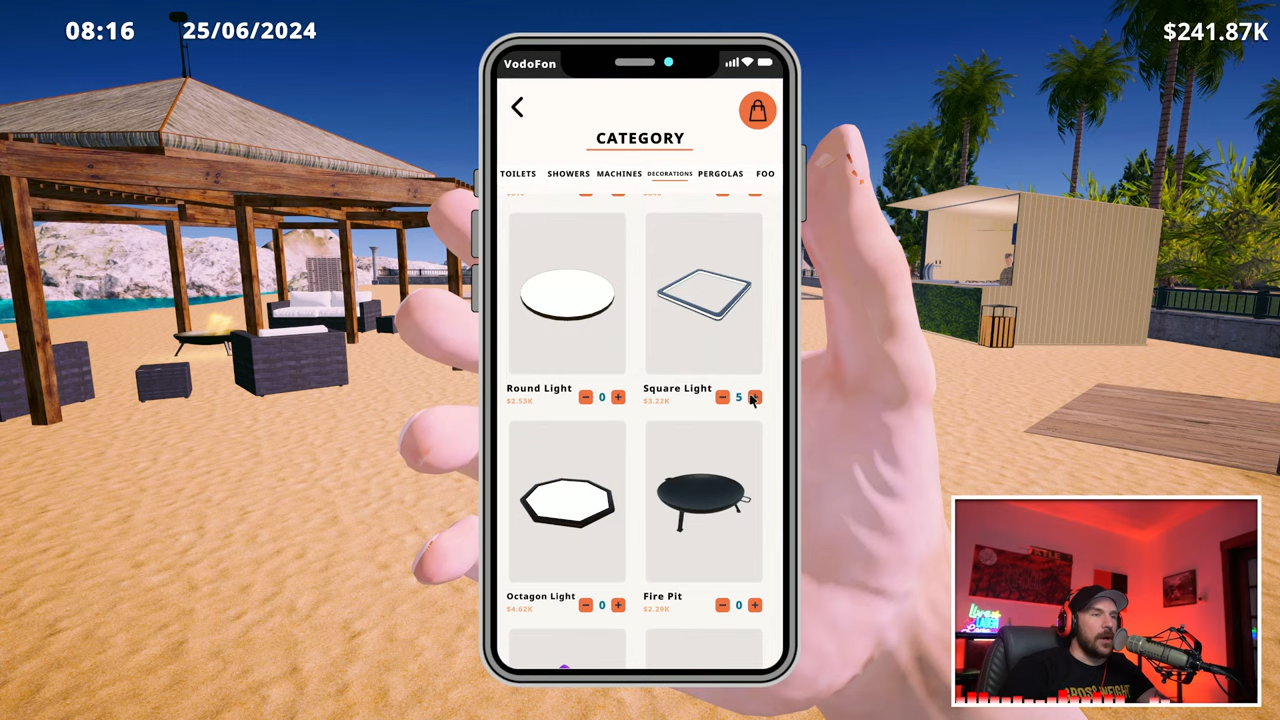 08:16
25/06/2024
$241.87K
VodoFon
CATEGORY
TOILETS SHOWERS MACHINES DECORATIONS PERGOLAS FOO
Round Light
$2.53K
0
Square Light
$3.22K
5
Octagon Light
$4.62K
0
Fire Pit
$2.29K
0